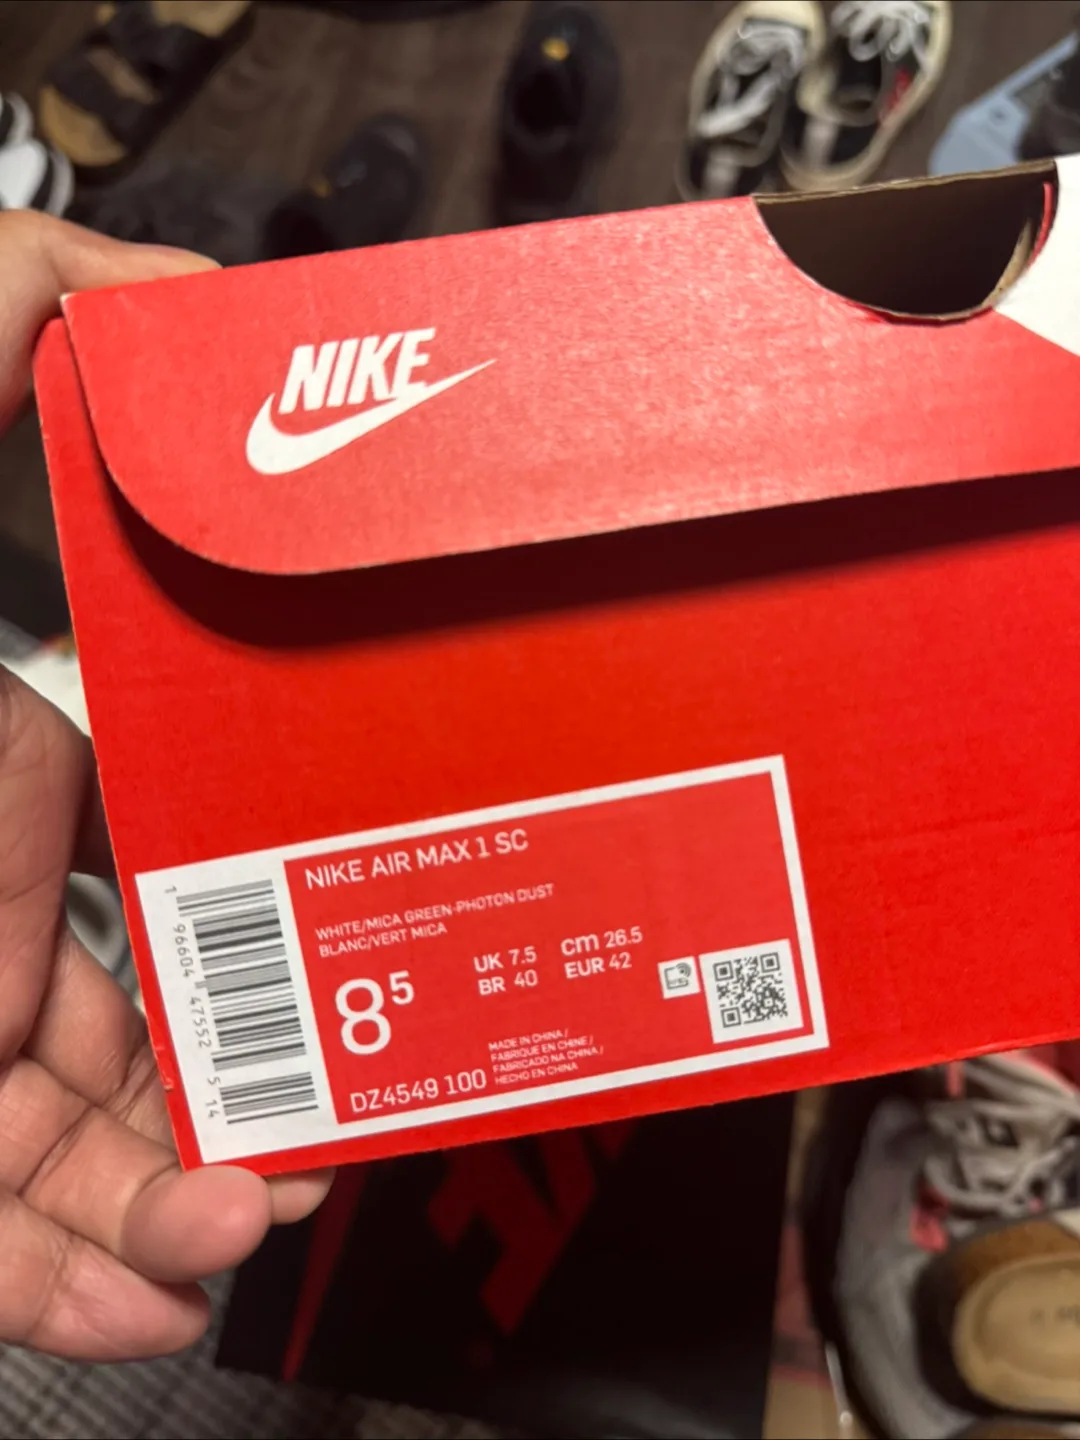 NIKE
NIKE AIR MAX 1 SC
WHITE/MICA GREEN-PHOTON DUST
BLANC/VERT MICA
8⁵
UK 7.5
BR 40
cm 26.5
EUR 42
DZ4549 100
MADE IN CHINA /
FABRIQUE EN CHINE /
FABRICADO NA CHINA /
HECHO EN CHINA
1 96604 47552 5 14